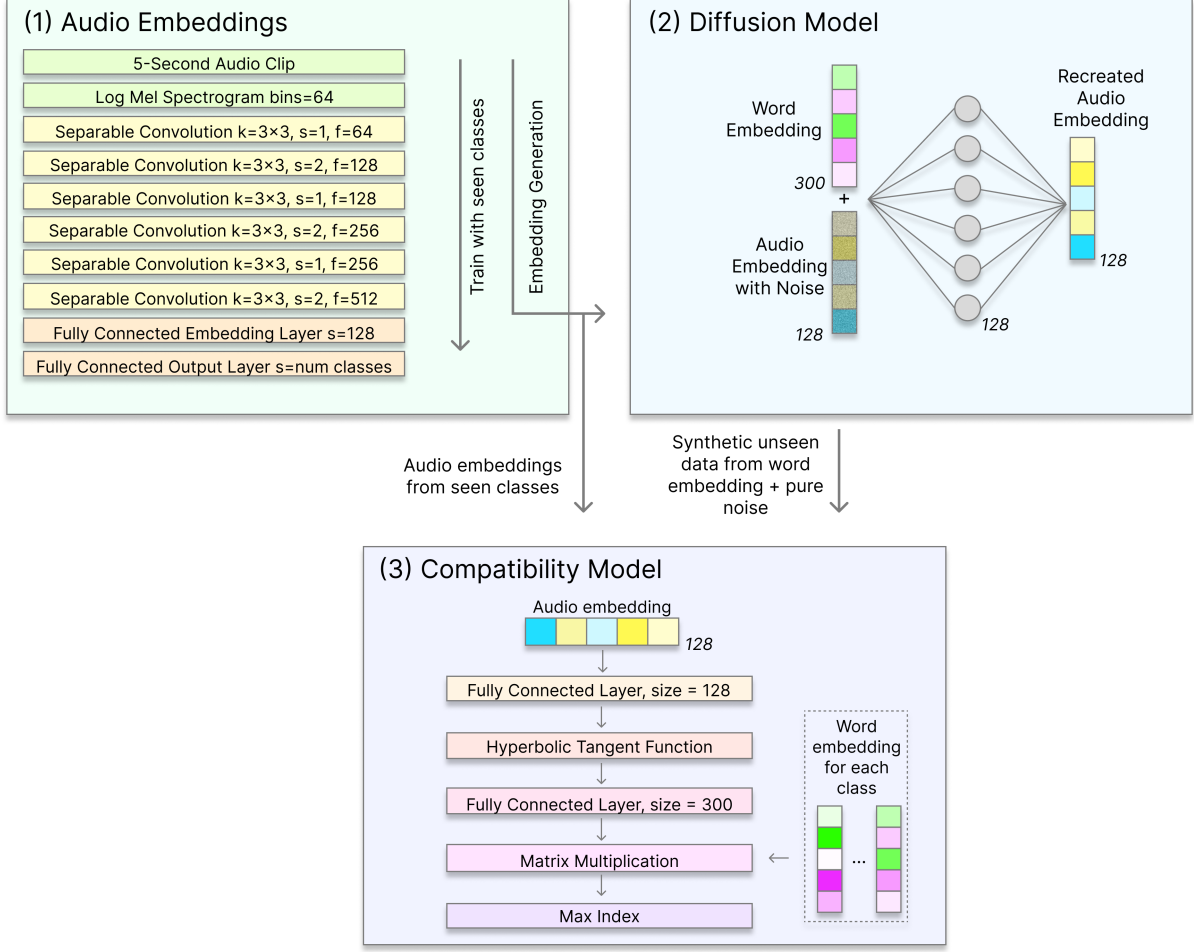 (1) Audio Embeddings
5-Second Audio Clip
Log Mel Spectrogram bins=64
Separable Convolution k=3×3, s=1, f=64
Separable Convolution k=3×3, s=2, f=128
Separable Convolution k=3×3, s=1, f=128
Separable Convolution k=3×3, s=2, f=256
Separable Convolution k=3×3, s=1, f=256
Separable Convolution k=3×3, s=2, f=512
Fully Connected Embedding Layer s=128
Fully Connected Output Layer s=num classes
Train with seen classes
Embedding Generation
(2) Diffusion Model
Word
Embedding
300
+
Audio
Embedding
with Noise
128
128
Recreated
Audio
Embedding
128
Audio embeddings
from seen classes
Synthetic unseen
data from word
embedding + pure
noise
(3) Compatibility Model
Audio embedding
128
Fully Connected Layer, size = 128
Hyperbolic Tangent Function
Fully Connected Layer, size = 300
Matrix Multiplication
Max Index
Word
embedding
for each
class
...